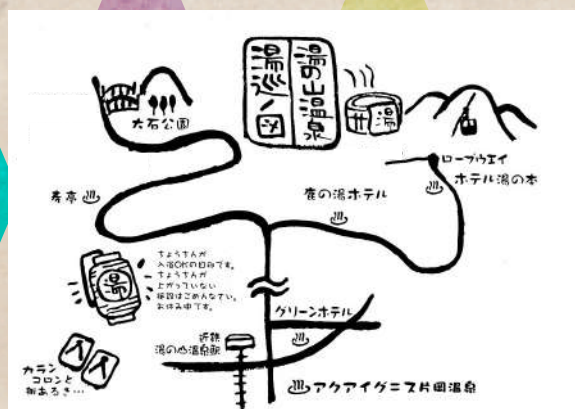 湯の山温泉
湯巡り図
湯
大石公園
ロープウエイ
ホテル湯の本
寿亭
鹿の湯ホテル
湯
ちょうちんが
入浴OKの目印です。
ちょうちんが
上がっていない
施設はごめんなさい。
お休み中です。
グリーンホテル
近鉄
湯の山温泉駅
アクアイグニス片岡温泉
カラン
コロンと
街あるき…